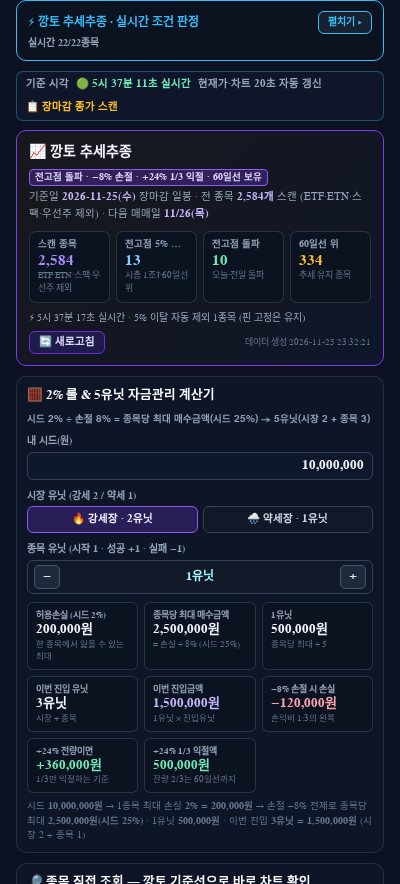 ⚡ 깡토 추세추종 · 실시간 조건 판정
펼치기 ▸
실시간 22/22종목
기준 시각 🟢 5시 37분 11초 실시간 현재가·차트 20초 자동 갱신
📋 장마감 종가 스캔
📈 깡토 추세추종
전고점 돌파 · −8% 손절 · +24% 1/3 익절 · 60일선 보유
기준일 2026-11-25(수) 장마감 일봉 · 전 종목 2,584개 스캔 (ETF·ETN·스
팩·우선주 제외) · 다음 매매일 11/26(목)
스캔 종목
2,584
ETF·ETN·스팩·우
선주 제외
전고점 5% …
13
시총 1조↑·60일선
위
전고점 돌파
10
오늘·전일 돌파
60일선 위
334
추세 유지 종목
⚡ 5시 37분 17초 실시간 · 5% 이탈 자동 제외 1종목 (핀 고정은 유지)
🔄 새로고침
데이터 생성 2026-11-25 23:32:21
🧮 2% 룰 & 5유닛 자금관리 계산기
시드 2% ÷ 손절 8% = 종목당 최대 매수금액(시드 25%) → 5유닛(시장 2 + 종목 3)
내 시드(원)
10,000,000
시장 유닛 (강세 2 / 약세 1)
🔥 강세장 · 2유닛
🌧️ 약세장 · 1유닛
종목 유닛 (시작 1 · 성공 +1 · 실패 −1)
−
1유닛
+
허용손실 (시드 2%)
200,000원
한 종목에서 잃을 수 있는
최대
종목당 최대 매수금액
2,500,000원
= 손실 ÷ 8% (시드 25%)
1유닛
500,000원
종목당 최대 ÷ 5
이번 진입 유닛
3유닛
시장 + 종목
이번 진입금액
1,500,000원
1유닛 × 진입유닛
−8% 손절 시 손실
−120,000원
손익비 1:3의 왼쪽
+24% 전량이면
+360,000원
1/3만 익절하는 기준
+24% 1/3 익절액
500,000원
잔량 2/3는 60일선까지
시드 10,000,000원 → 1종목 최대 손실 2% = 200,000원 → 손절 −8% 전제로 종목당
최대 2,500,000원(시드 25%) · 1유닛 500,000원 · 이번 진입 3유닛 = 1,500,000원 (시
장 2 + 종목 1)
🔎 종목 직접 조회 — 깡토 기준선으로 바로 차트 확인